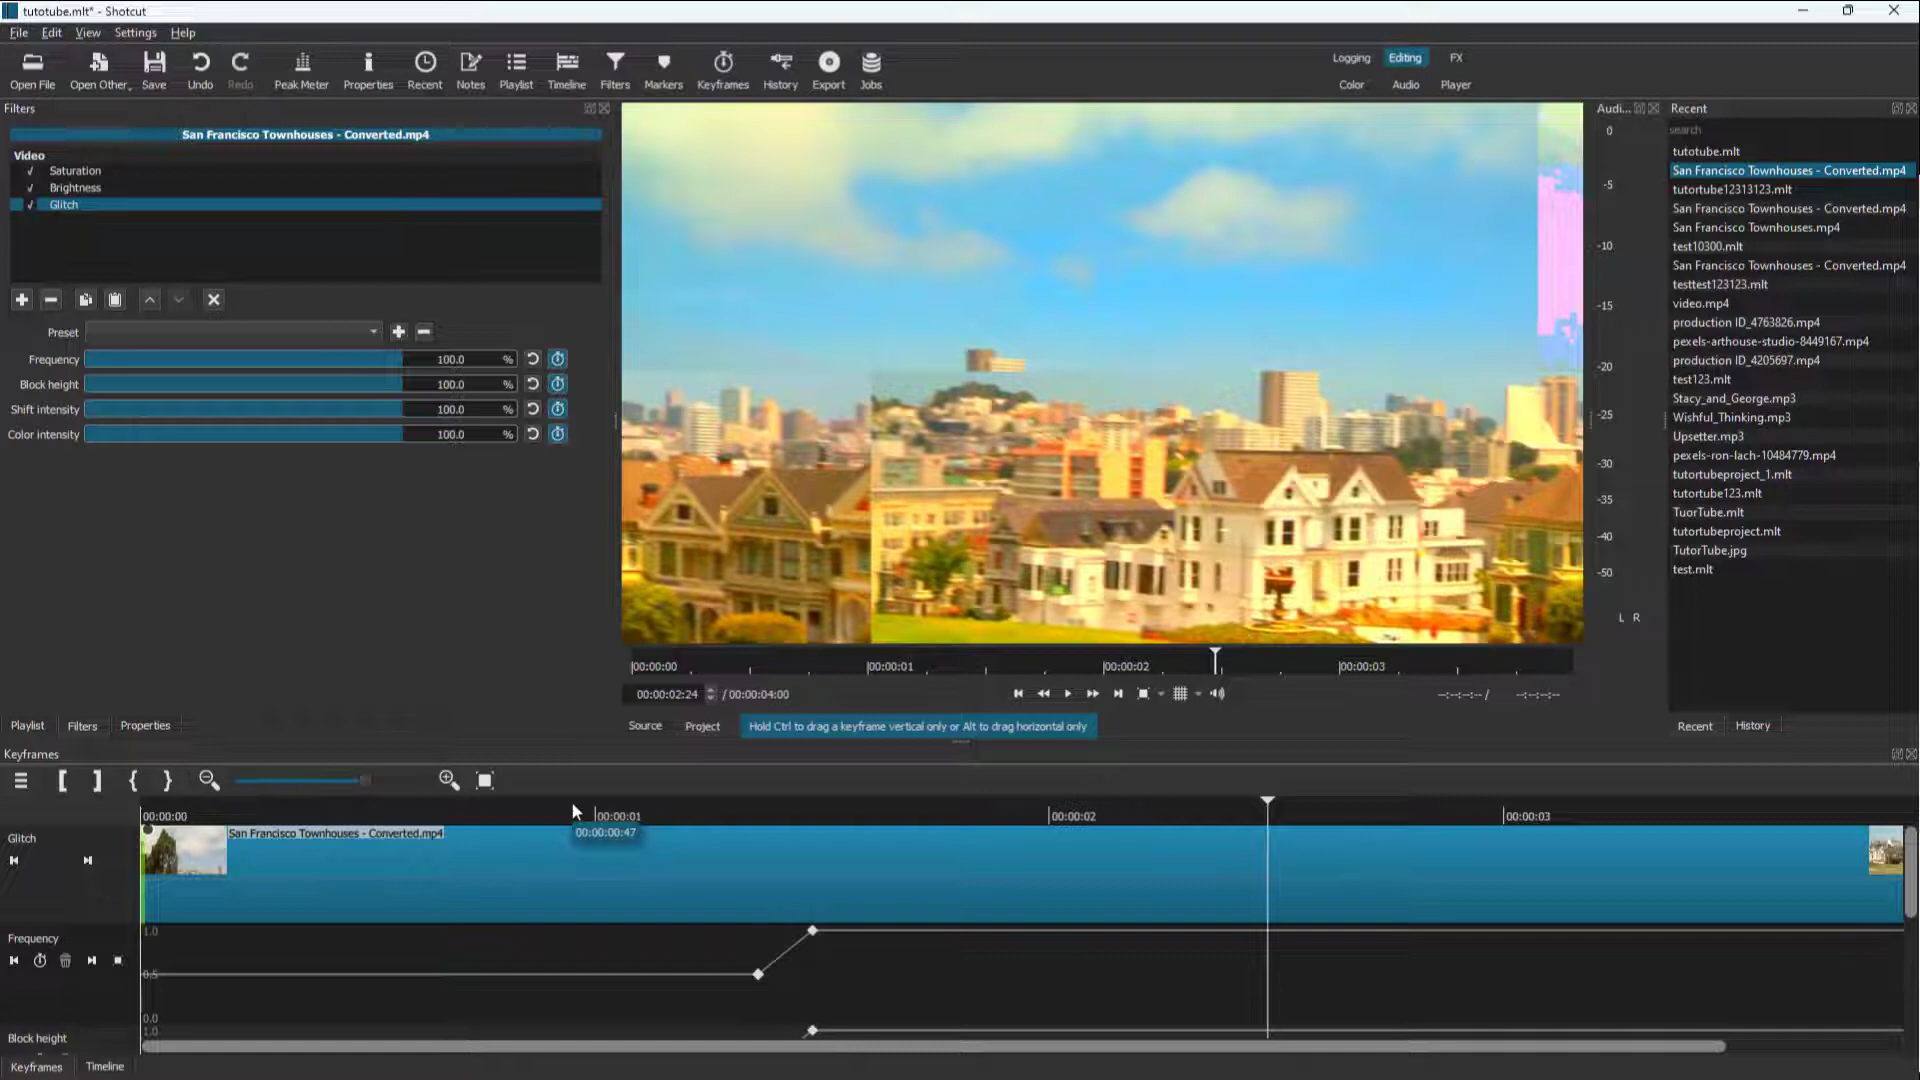 tutotube.mlt* - Shotcut
File Edit View Settings Help
Open File Open Other... Save Undo Redo Peak Meter Properties Recent Notes Playlist Timeline Filters Markers Keyframes History Export Jobs
Logging Editing FX
Color Audio Player
Filters
San Francisco Townhouses - Converted.mp4
Video
Saturation
Brightness
Glitch
Preset
Frequency 100.0 %
Block height 100.0 %
Shift intensity 100.0 %
Color intensity 100.0 %
Playlist Filters Properties
00:00:00 00:00:01 00:00:02 00:00:03
00:00:02:24 / 00:00:04:00
--:--:--:-- / --:--:--:--
Source Project Hold Ctrl to drag a keyframe vertical only or Alt to drag horizontal only
Audi...
0
-5
-10
-15
-20
-25
-30
-35
-40
-50
L R
Recent
search
tutotube.mlt
San Francisco Townhouses - Converted.mp4
tutortube12313123.mlt
San Francisco Townhouses - Converted.mp4
San Francisco Townhouses.mp4
test10300.mlt
San Francisco Townhouses - Converted.mp4
testtest123123.mlt
video.mp4
production ID_4763826.mp4
pexels-arthouse-studio-8449167.mp4
production ID_4205697.mp4
test123.mlt
Stacy_and_George.mp3
Wishful_Thinking.mp3
Upsetter.mp3
pexels-ron-lach-10484779.mp4
tutortubeproject_1.mlt
tutortube123.mlt
TuorTube.mlt
tutortubeproject.mlt
TutorTube.jpg
test.mlt
Recent History
Keyframes
00:00:00 00:00:01 00:00:02 00:00:03
00:00:00:47
Glitch
San Francisco Townhouses - Converted.mp4
Frequency
1.0
0.5
0.0
Block height
1.0
Keyframes Timeline